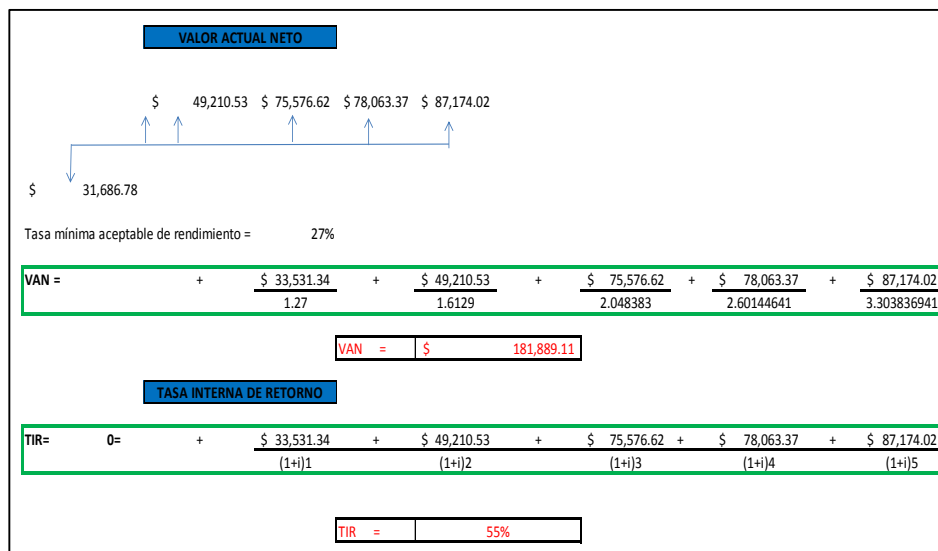 VALOR ACTUAL NETO
$ 49,210.53 $ 75,576.62 $ 78,063.37 $ 87,174.02
$ 31,686.78
Tasa mínima aceptable de rendimiento = 27%
VAN = + $ 33,531.34 + $ 49,210.53 + $ 75,576.62 + $ 78,063.37 + $ 87,174.02
1.27 1.6129 2.048383 2.60144641 3.303836941
VAN = $ 181,889.11
TASA INTERNA DE RETORNO
TIR= 0= + $ 33,531.34 + $ 49,210.53 + $ 75,576.62 + $ 78,063.37 + $ 87,174.02
(1+i)1 (1+i)2 (1+i)3 (1+i)4 (1+i)5
TIR = 55%